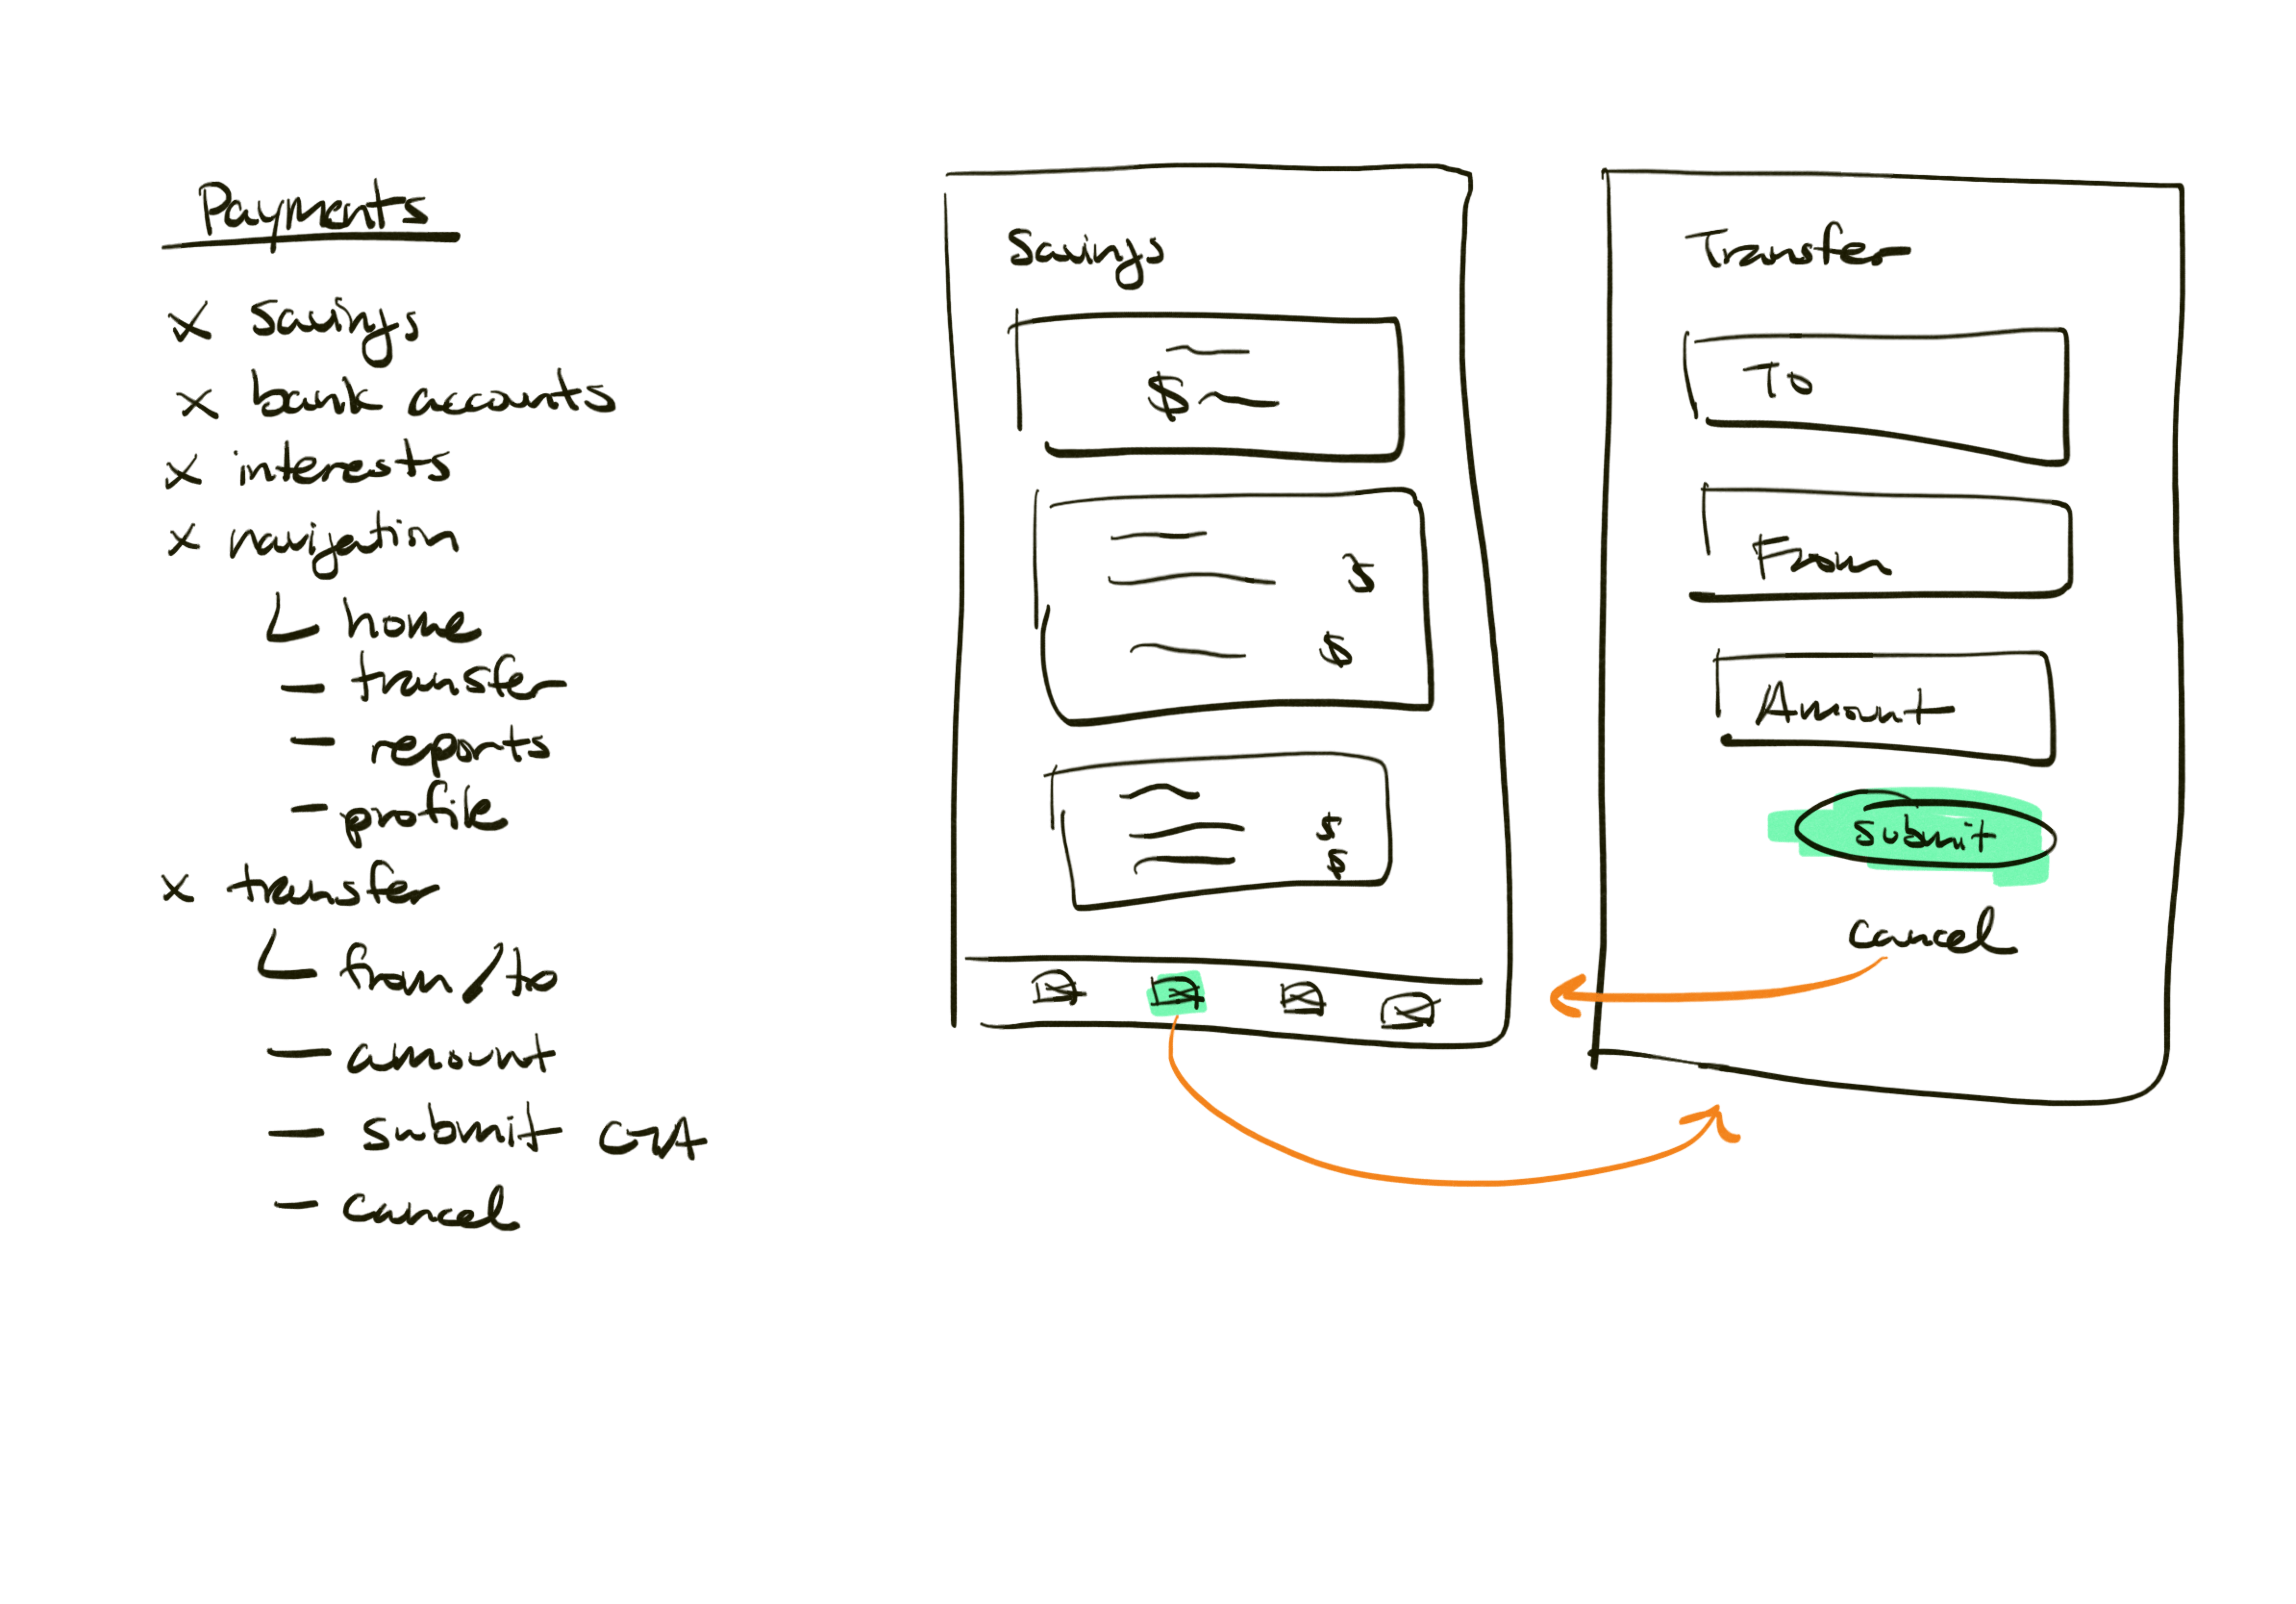 Payments
x savings
x bank accounts
x interests
x navigation
home
- transfer
- reports
- profile
x transfer
from/to
- amount
- submit CTA
- cancel
Savings
$
$
$
$
$
Transfer
To
From
Amount
submit
cancel